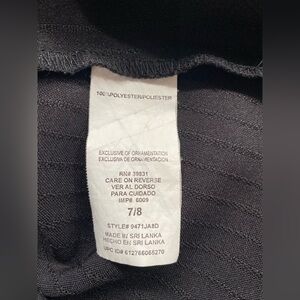 100%POLYESTER/POLIESTER
EXCLUSIVE OF ORNAMENTATION
EXCLUSIVA DE ORNAMENTACION
RN# 39831
CARE ON REVERSE
VER AL DORSO
PARA CUIDADO
IMP# 6009
7/8
STYLE# 9471JA8D
MADE IN SRI LANKA
HECHO EN SRI LANKA
UPC ID# 612766065270